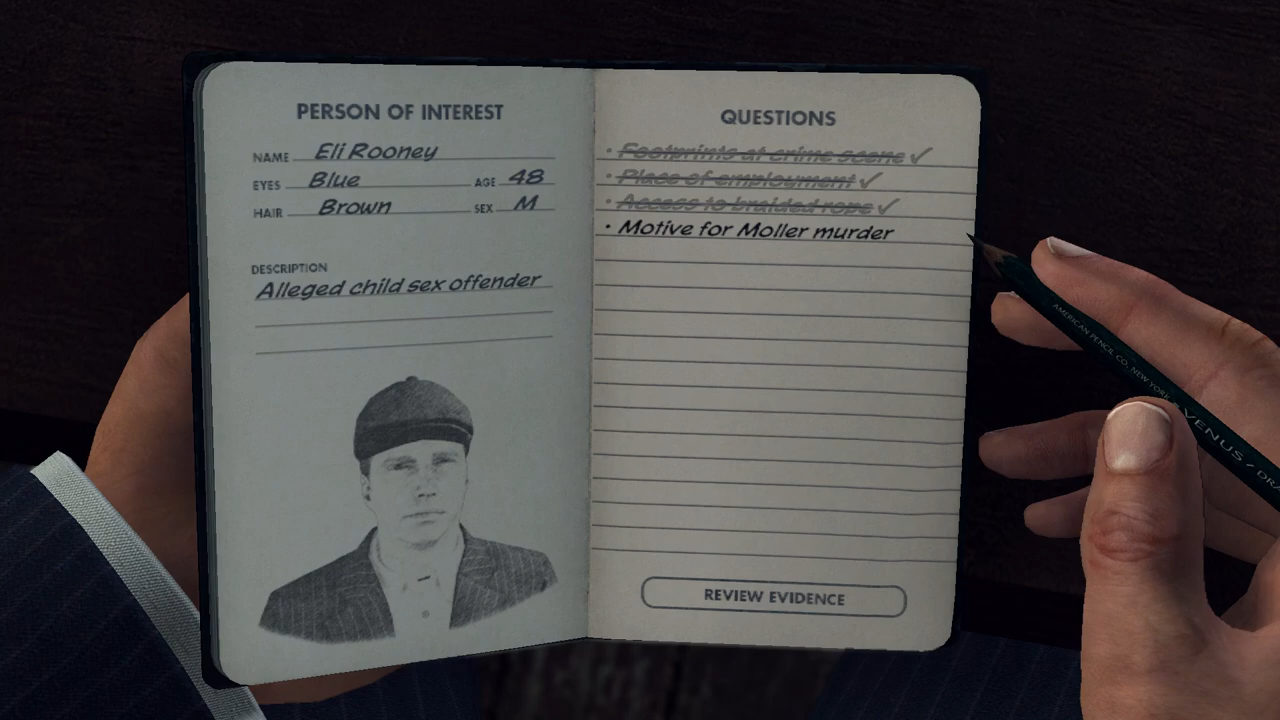 PERSON OF INTEREST
NAME Eli Rooney
EYES Blue AGE 48
HAIR Brown SEX M
DESCRIPTION
Alleged child sex offender
QUESTIONS
• Footprints at crime scene ✓
• Place of employment ✓
• Access to braided rope ✓
• Motive for Moller murder
REVIEW EVIDENCE
AMERICAN PENCIL CO. NEW YORK
VENUS / DRA